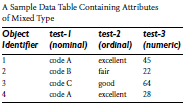 A Sample Data Table Containing Attributes
of Mixed Type
Object test-1 test-2 test-3
Identifier (nominal) (ordinal) (numeric)
1 code A excellent 45
2 code B fair 22
3 code C good 64
4 code A excellent 28